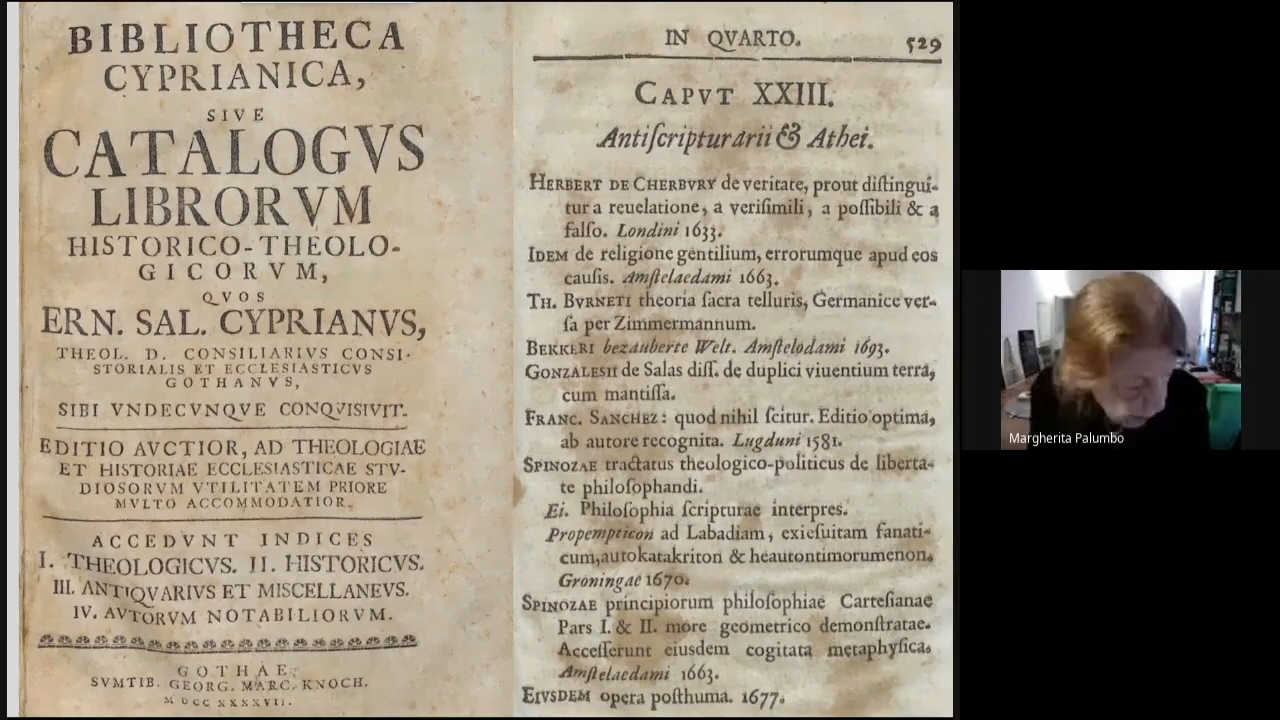 BIBLIOTHECA
CYPRIANICA,
SIVE
CATALOGVS
LIBRORVM
HISTORICO-THEOLO-
GICORVM,
QVOS
ERN. SAL. CYPRIANVS,
THEOL. D. CONSILIARIVS CONSI-
STORIALIS ET ECCLESIASTICVS
GOTHANVS,
SIBI VNDECVNQVE CONQVISIVIT.
EDITIO AVCTIOR, AD THEOLOGIAE
ET HISTORIAE ECCLESIASTICAE STV-
DIOSORVM VTILITATEM PRIORE
MVLTO ACCOMMODATIOR.
ACCEDVNT INDICES
I. THEOLOGICVS. II. HISTORICVS.
III. ANTIQVARIVS ET MISCELLANEVS.
IV. AVTORVM NOTABILIORVM.
GOTHAE,
SVMTIB. GEORG. MARC. KNOCH.
MDCCXXXXVII.
IN QVARTO. 529
CAPVT XXIII.
Antiſcripturarii & Athei.
HERBERT DE CHERBVRY de veritate, prout diſtingui-
tur a reuelatione, a veriſimili, a poſſibili & a
falſo. Londini 1633.
IDEM de religione gentilium, errorumque apud eos
cauſis. Amſtelaedami 1663.
TH. BVRNETI theoria ſacra telluris, Germanice ver-
ſa per Zimmermannum.
BEKKERI bezauberte Welt. Amſtelodami 1693.
GONZALESII de Salas diſſ. de duplici viuentium terra,
cum mantiſſa.
FRANC. SANCHEZ: quod nihil ſcitur. Editio optima,
ab autore recognita. Lugduni 1581.
SPINOZAE tractatus theologico-politicus de liberta-
te philoſophandi.
Ei. Philoſophia ſcripturae interpres.
Propempticon ad Labadiam, exieſuitam fanati-
cum, autokatakriton & heautontimorumenon.
Groningae 1670.
SPINOZAE principiorum philoſophiae Carteſianae
Pars I. & II. more geometrico demonſtratae.
Acceſſerunt eiusdem cogitata metaphyſica.
Amſtelaedami 1663.
EIVSDEM opera poſthuma. 1677.
Margherita Palumbo